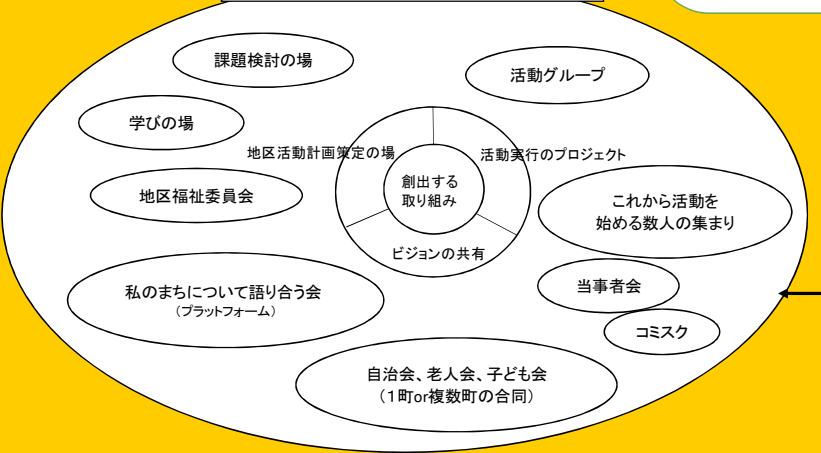 課題検討の場
活動グループ
学びの場
地区活動計画策定の場
活動実行のプロジェクト
創出する
取り組み
地区福祉委員会
これから活動を
始める数人の集まり
ビジョンの共有
私のまちについて語り合う会
（プラットフォーム）
当事者会
コミスク
自治会、老人会、子ども会
（１町or複数町の合同）